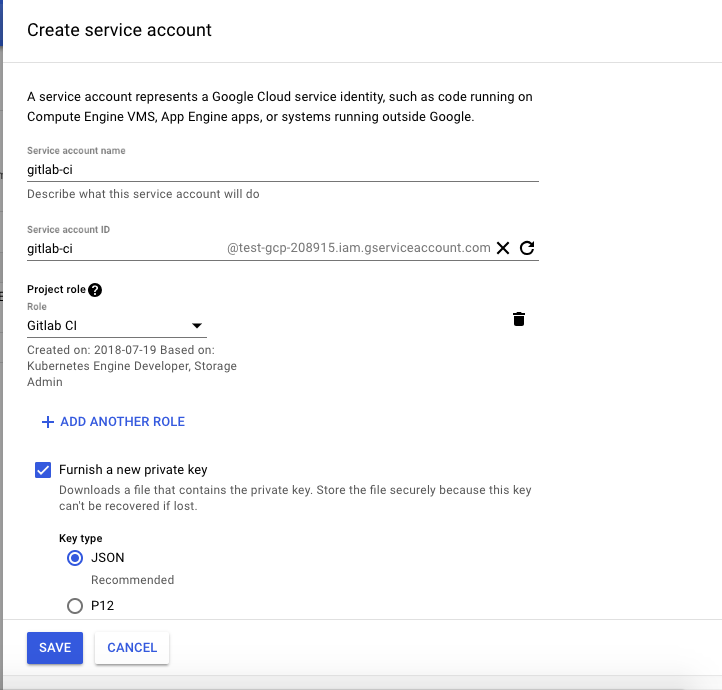 Create service account
A service account represents a Google Cloud service identity, such as code running on
Compute Engine VMS, App Engine apps, or systems running outside Google.
Service account name
gitlab-ci
Describe what this service account will do
Service account ID
gitlab-ci @test-gcp-208915.iam.gserviceaccount.com
Project role
Role
Gitlab CI
Created on: 2018-07-19 Based on:
Kubernetes Engine Developer, Storage
Admin
ADD ANOTHER ROLE
Furnish a new private key
Downloads a file that contains the private key. Store the file securely because this key
can't be recovered if lost.
Key type
JSON
Recommended
P12
SAVE CANCEL